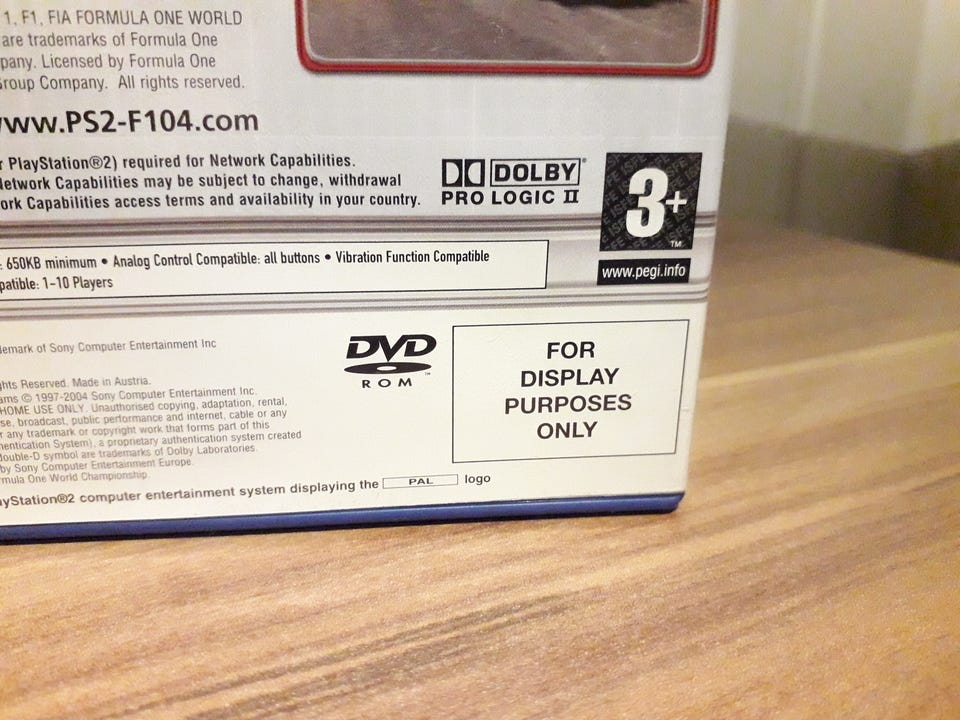 1, F1, FIA FORMULA ONE WORLD
are trademarks of Formula One
pany. Licensed by Formula One
Group Company. All rights reserved.
www.PS2-F104.com
r PlayStation®2) required for Network Capabilities.
Network Capabilities may be subject to change, withdrawal
ork Capabilities access terms and availability in your country.
DOLBY®
PRO LOGIC II
3+
TM
www.pegi.info
: 650KB minimum • Analog Control Compatible: all buttons • Vibration Function Compatible
patible: 1-10 Players
demark of Sony Computer Entertainment Inc
ghts Reserved. Made in Austria.
ams © 1997-2004 Sony Computer Entertainment Inc.
HOME USE ONLY. Unauthorised copying, adaptation, rental,
se, broadcast, public performance and internet, cable or any
r any trademark or copyright work that forms part of this
hentication System), a proprietary authentication system created
double-D symbol are trademarks of Dolby Laboratories.
by Sony Computer Entertainment Europe.
rmula One World Championship.
ayStation®2 computer entertainment system displaying the PAL logo
DVD
ROM™
FOR
DISPLAY
PURPOSES
ONLY